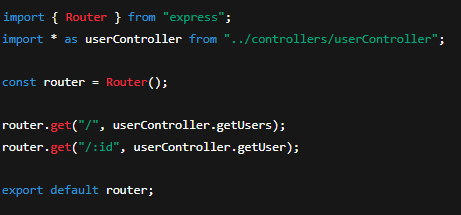 import { Router } from "express";
import * as userController from "../controllers/userController";
const router = Router();
router.get("/", userController.getUsers);
router.get("/:id", userController.getUser);
export default router;